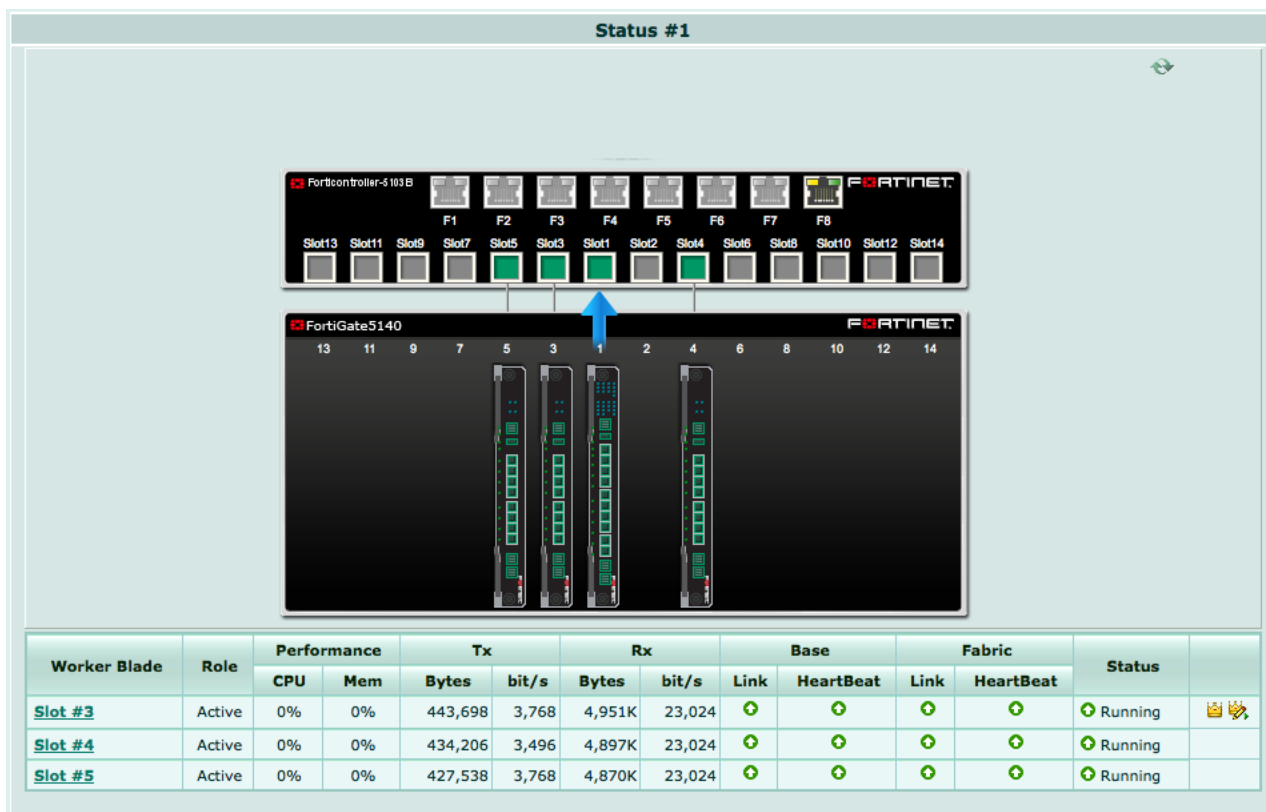 Status #1
Forticontroller-5103B
FORTINET
F1 F2 F3 F4 F5 F6 F7 F8
Slot13 Slot11 Slot9 Slot7 Slot5 Slot3 Slot1 Slot2 Slot4 Slot6 Slot8 Slot10 Slot12 Slot14
FortiGate5140
FORTINET
13 11 9 7 5 3 1 2 4 6 8 10 12 14
Worker Blade Role Performance Tx Rx Base Fabric Status
CPU Mem Bytes bit/s Bytes bit/s Link HeartBeat Link HeartBeat
Slot #3 Active 0% 0% 443,698 3,768 4,951K 23,024 Running
Slot #4 Active 0% 0% 434,206 3,496 4,897K 23,024 Running
Slot #5 Active 0% 0% 427,538 3,768 4,870K 23,024 Running